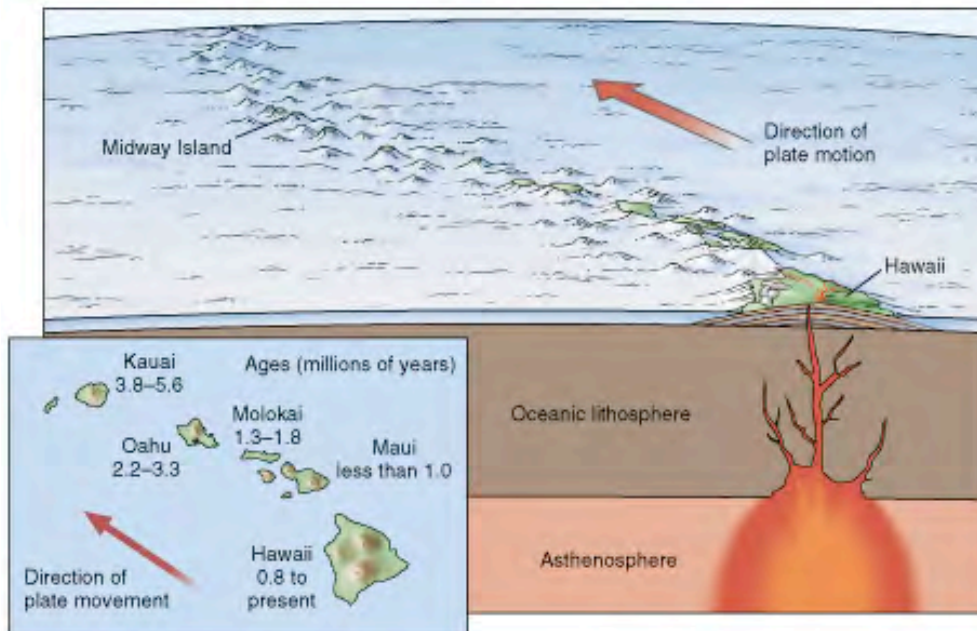 Midway Island
Direction of
plate motion
Hawaii
Oceanic lithosphere
Asthenosphere
Ages (millions of years)
Kauai
3.8–5.6
Molokai
1.3–1.8
Oahu
2.2–3.3
Maui
less than 1.0
Hawaii
0.8 to
present
Direction of
plate movement